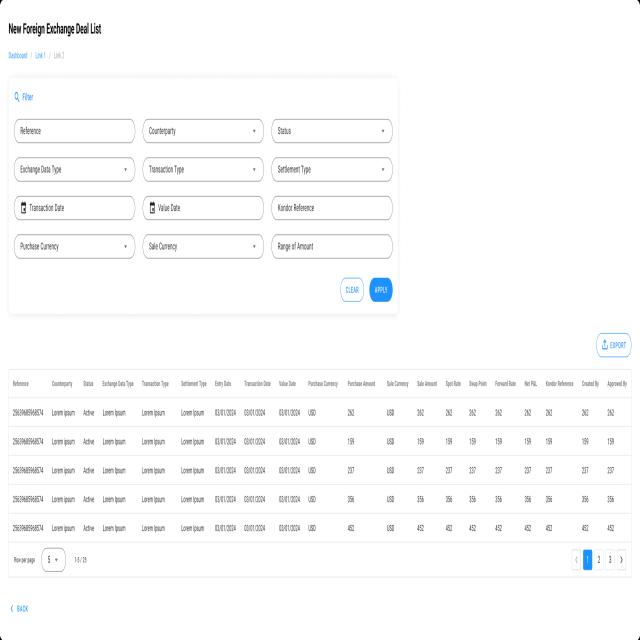 New Foreign Exchange Deal List
Dashboard / Link 1 / Link 2
Filter
Reference Counterparty Status
Exchange Data Type Transaction Type Settlement Type
Transaction Date Value Date Kondor Reference
Purchase Currency Sale Currency Range of Amount
CLEAR APPLY
EXPORT
Reference Counterparty Status Exchange Data Type Transaction Type Settlement Type Entry Date Transaction Date Value Date Purchase Currency Purchase Amount Sale Currency Sale Amount Spot Rate Swap Point Forward Rate Net P&L Kondor Reference Created By Approved By
25639685968574 Lorem Ipsum Active Lorem Ipsum Lorem Ipsum Lorem Ipsum 03/01/2024 03/01/2024 03/01/2024 USD 262 USD 262 262 262 262 262 262 262 262
25639685968574 Lorem Ipsum Active Lorem Ipsum Lorem Ipsum Lorem Ipsum 03/01/2024 03/01/2024 03/01/2024 USD 159 USD 159 159 159 159 159 159 159 159
25639685968574 Lorem Ipsum Active Lorem Ipsum Lorem Ipsum Lorem Ipsum 03/01/2024 03/01/2024 03/01/2024 USD 237 USD 237 237 237 237 237 237 237 237
25639685968574 Lorem Ipsum Active Lorem Ipsum Lorem Ipsum Lorem Ipsum 03/01/2024 03/01/2024 03/01/2024 USD 356 USD 356 356 356 356 356 356 356 356
25639685968574 Lorem Ipsum Active Lorem Ipsum Lorem Ipsum Lorem Ipsum 03/01/2024 03/01/2024 03/01/2024 USD 452 USD 452 452 452 452 452 452 452 452
Row per page 5 1-5 / 25 1 2 3
BACK